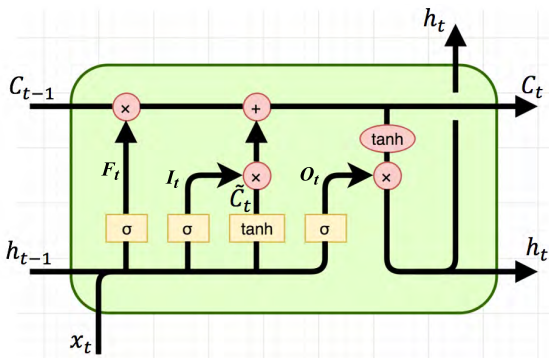 h_t
C_{t-1}
×
+
C_t
tanh
F_t
I_t
×
O_t
×
C̃_t
σ
σ
tanh
σ
h_{t-1}
h_t
x_t